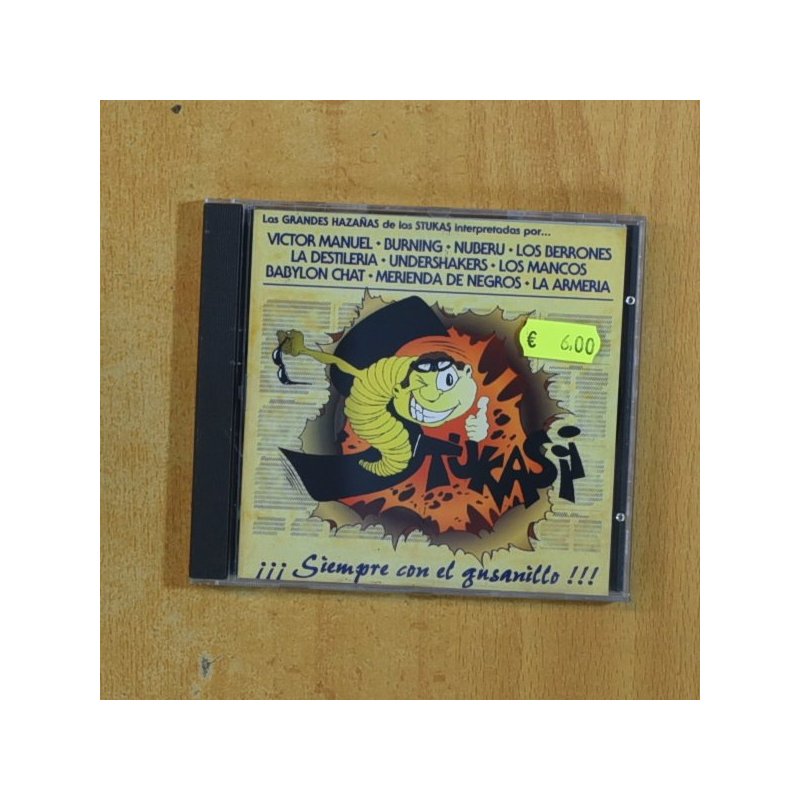 Las GRANDES HAZAÑAS de los STUKAS interpretadas por...
VICTOR MANUEL • BURNING • NUBERU • LOS BERRONES
LA DESTILERIA • UNDERSHAKERS • LOS MANCOS
BABYLON CHAT • MERIENDA DE NEGROS • LA ARMERIA
€ 6,00
STUKAS
¡¡¡ Siempre con el gusanillo !!!